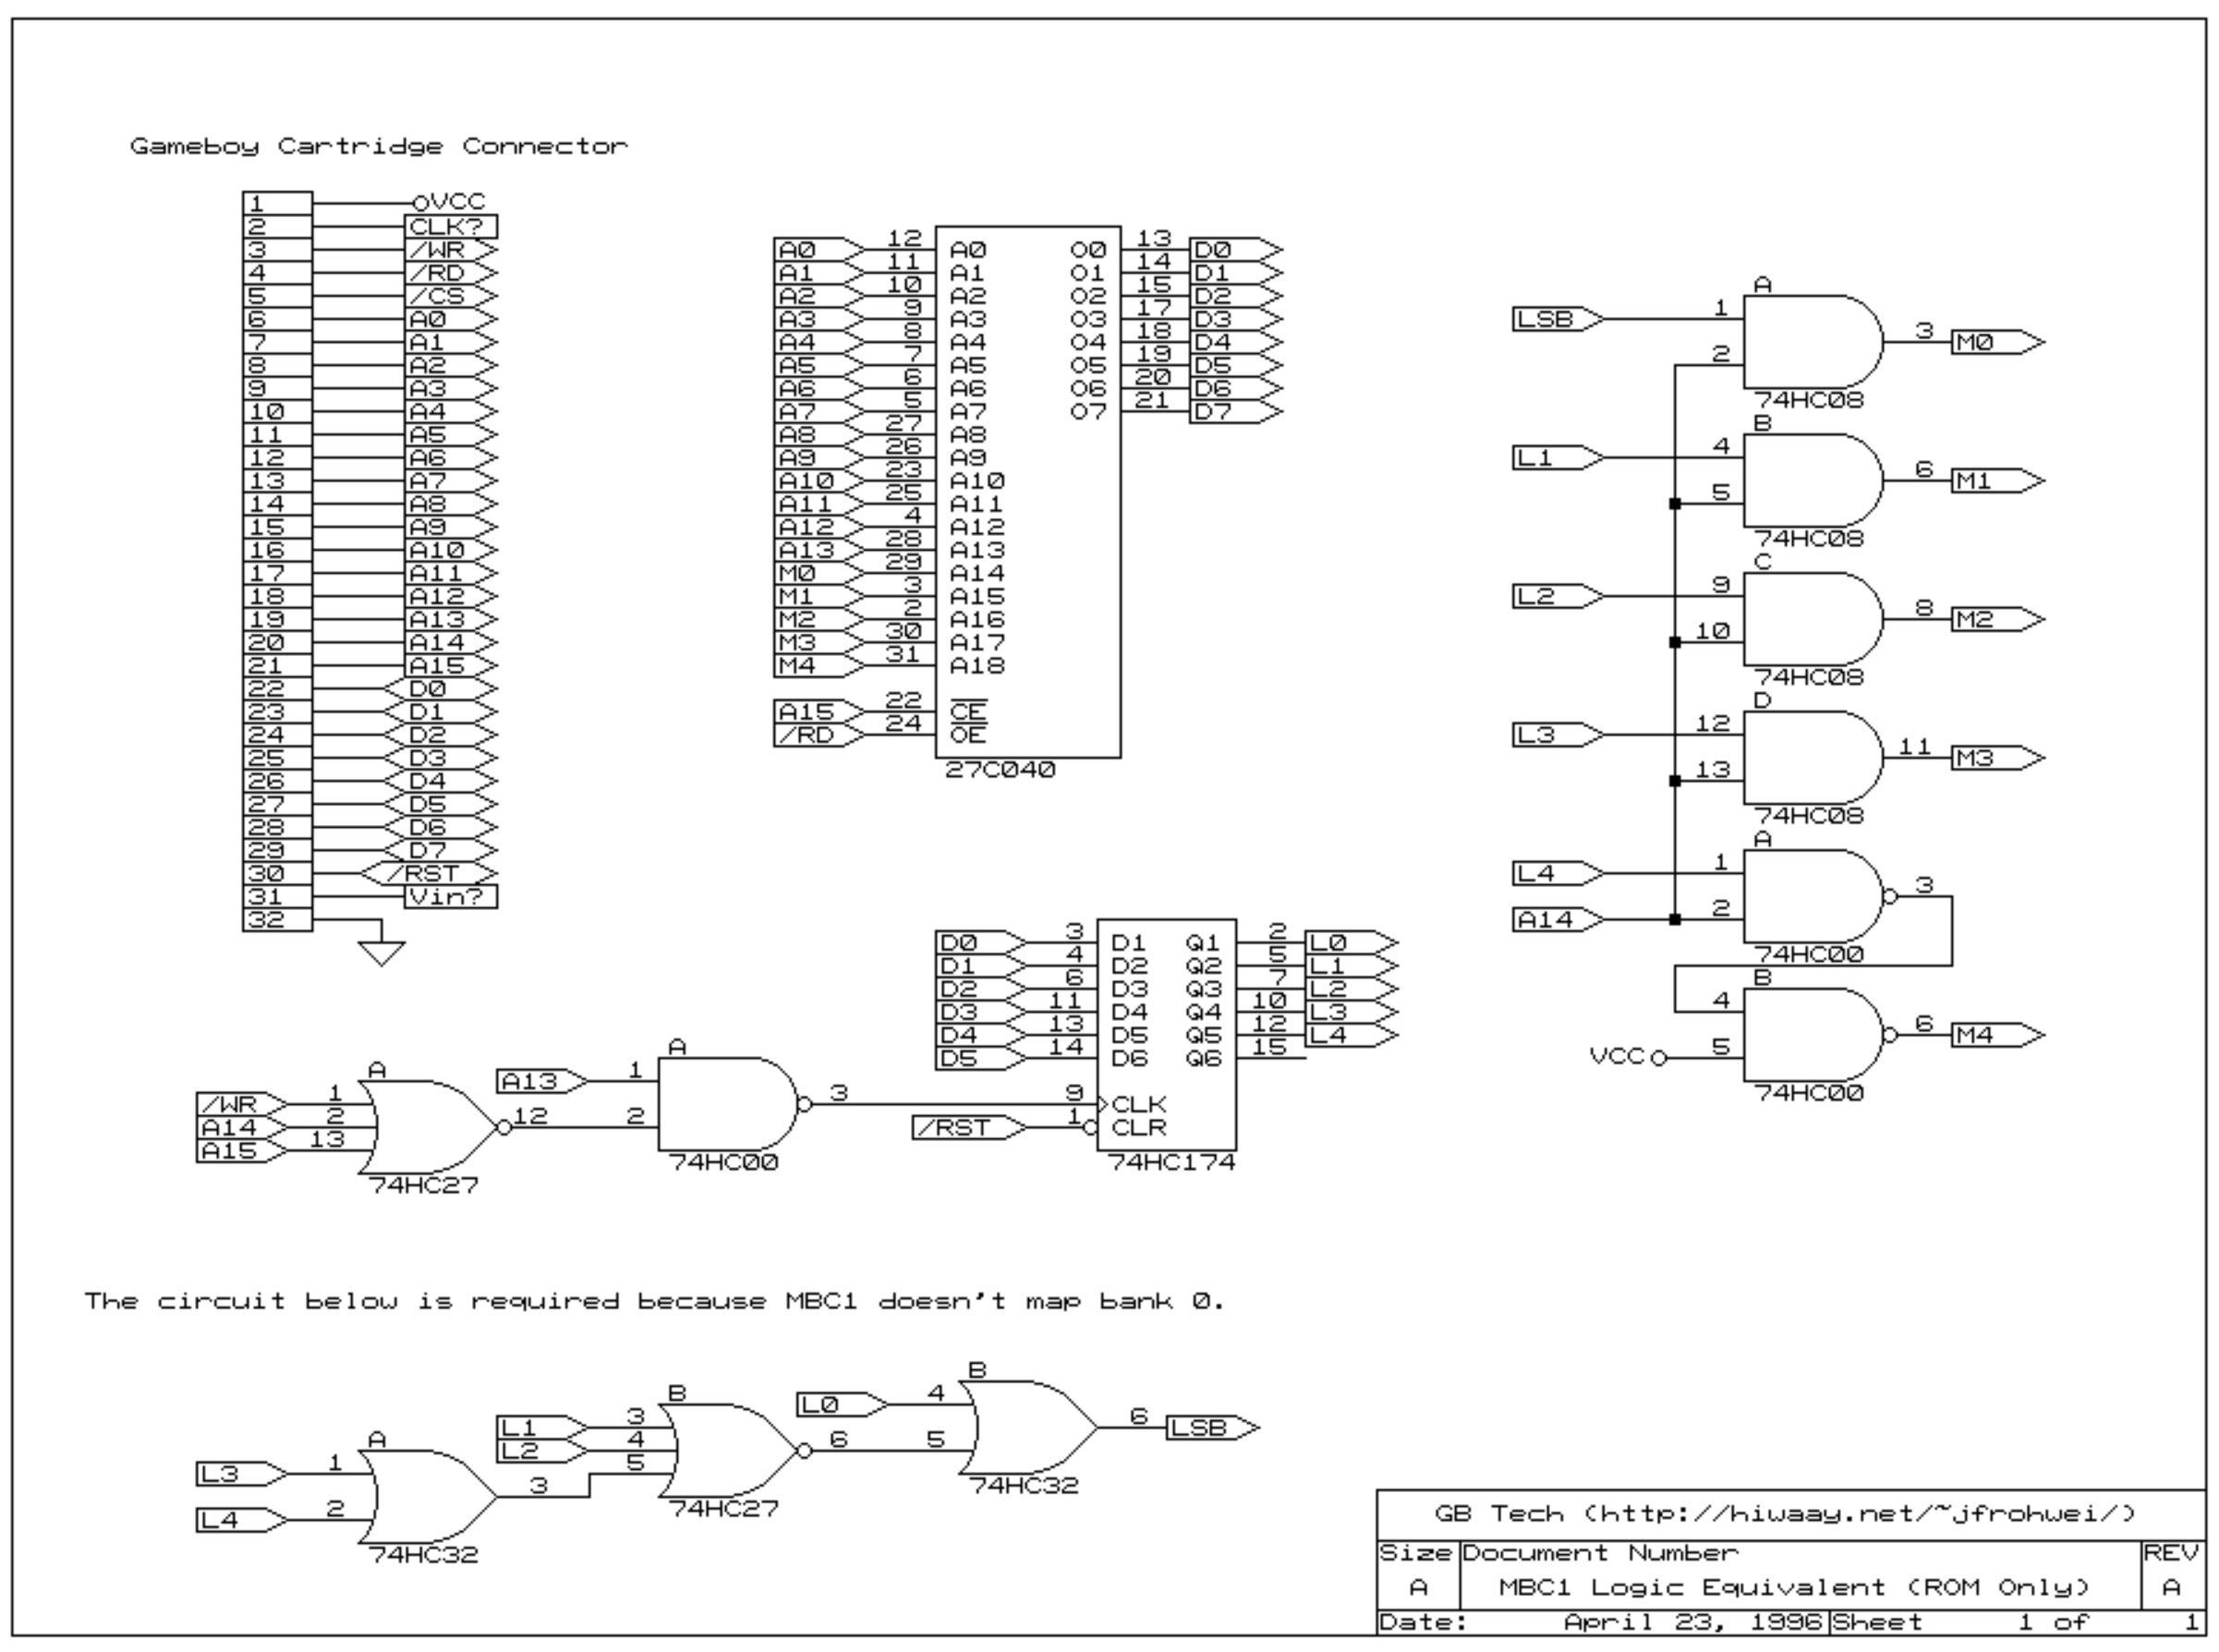 Gameboy Cartridge Connector
1 VCC
2 CLK?
3 /WR
4 /RD
5 /CS
6 A0
7 A1
8 A2
9 A3
10 A4
11 A5
12 A6
13 A7
14 A8
15 A9
16 A10
17 A11
18 A12
19 A13
20 A14
21 A15
22 D0
23 D1
24 D2
25 D3
26 D4
27 D5
28 D6
29 D7
30 /RST
31 Vin?
32
A0 12 A0 O0 13 D0
A1 11 A1 O1 14 D1
A2 10 A2 O2 15 D2
A3 9 A3 O3 17 D3
A4 8 A4 O4 18 D4
A5 7 A5 O5 19 D5
A6 6 A6 O6 20 D6
A7 5 A7 O7 21 D7
A8 27 A8
A9 26 A9
A10 23 A10
A11 25 A11
A12 4 A12
A13 28 A13
M0 29 A14
M1 3 A15
M2 2 A16
M3 30 A17
M4 31 A18
A15 22 CE
/RD 24 OE
27C040
A
LSB 1 3 M0
2
74HC08
B
L1 4 6 M1
5
74HC08
C
L2 9 8 M2
10
74HC08
D
L3 12 11 M3
13
74HC08
A
L4 1 3
A14 2
74HC00
B
4 6 M4
VCC 5
74HC00
D0 3 D1 Q1 2 L0
D1 4 D2 Q2 5 L1
D2 6 D3 Q3 7 L2
D3 11 D4 Q4 10 L3
D4 13 D5 Q5 12 L4
D5 14 D6 Q6 15
9 CLK
/RST 1 CLR
74HC174
A
/WR 1
A14 2 12
A15 13
74HC27
A
A13 1 3
2
74HC00
The circuit below is required because MBC1 doesn't map bank 0.
A
L3 1 3
L4 2
74HC32
B
L1 3
L2 4 6
5
74HC27
B
L0 4 6 LSB
5
74HC32
GB Tech (http://hiwaay.net/~jfrohwei/)
Size Document Number REV
A MBC1 Logic Equivalent (ROM Only) A
Date: April 23, 1996 Sheet 1 of 1